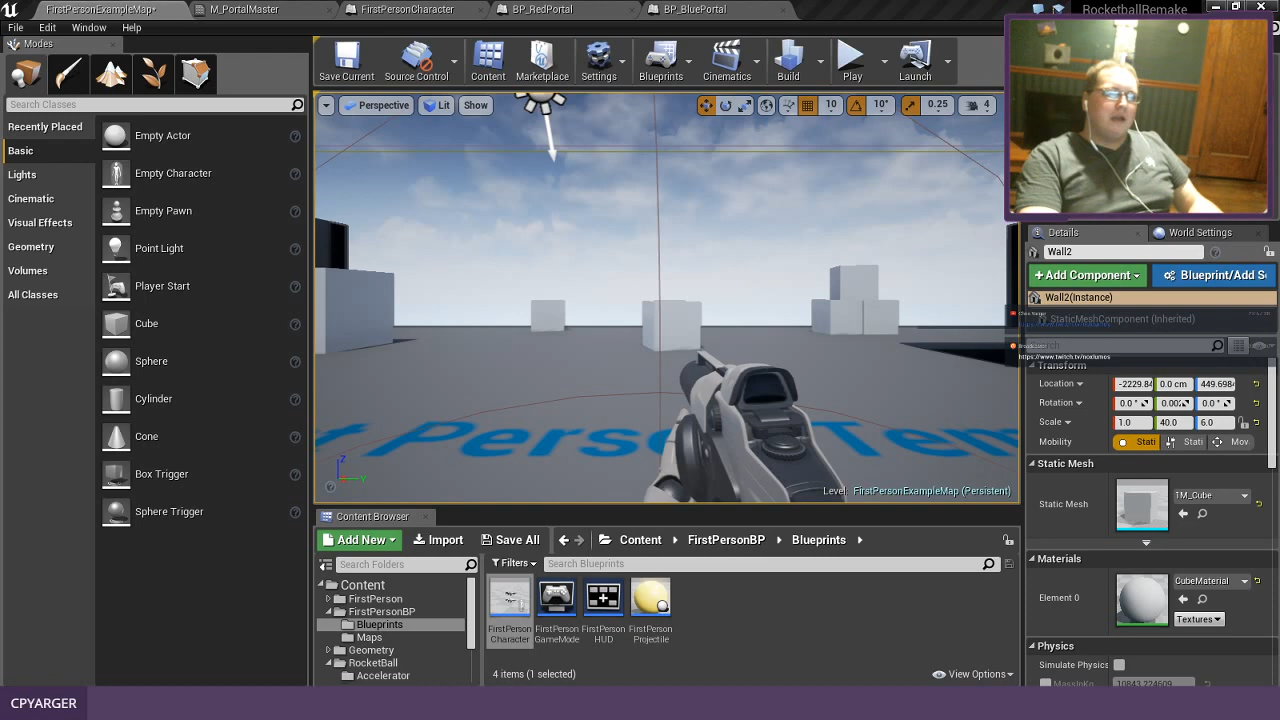 FirstPersonExampleMap*
M_PortalMaster
FirstPersonCharacter
BP_RedPortal
BP_BluePortal
RocketballRemake
File Edit Window Help
Modes
Save Current
Source Control
Content
Marketplace
Settings
Blueprints
Cinematics
Build
Play
Launch
Search Classes
Perspective
Lit
Show
10
10°
0.25
4
Recently Placed
Basic
Lights
Cinematic
Visual Effects
Geometry
Volumes
All Classes
Empty Actor
Empty Character
Empty Pawn
Point Light
Player Start
Cube
Sphere
Cylinder
Cone
Box Trigger
Sphere Trigger
Level: FirstPersonExampleMap (Persistent)
Details
World Settings
Wall2
+Add Component
Blueprint/Add S
Wall2(Instance)
StaticMeshComponent (Inherited)
https://www.twitch.tv/noxlumos
Transform
Location 0.0 cm
Rotation 0.0° 0.0°
Scale 1.0 40.0 6.0
Mobility Stati Stati Mov
Static Mesh
Static Mesh
1M_Cube
Materials
Element 0
CubeMaterial
Textures
Physics
Simulate Physics
Content Browser
Add New
Import
Save All
Content
FirstPersonBP
Blueprints
Search Folders
Filters
Search Blueprints
Content
FirstPerson
FirstPersonBP
Blueprints
Maps
Geometry
RocketBall
Accelerator
FirstPerson Character
FirstPerson GameMode
FirstPerson HUD
FirstPerson Projectile
4 items (1 selected)
View Options
CPYARGER